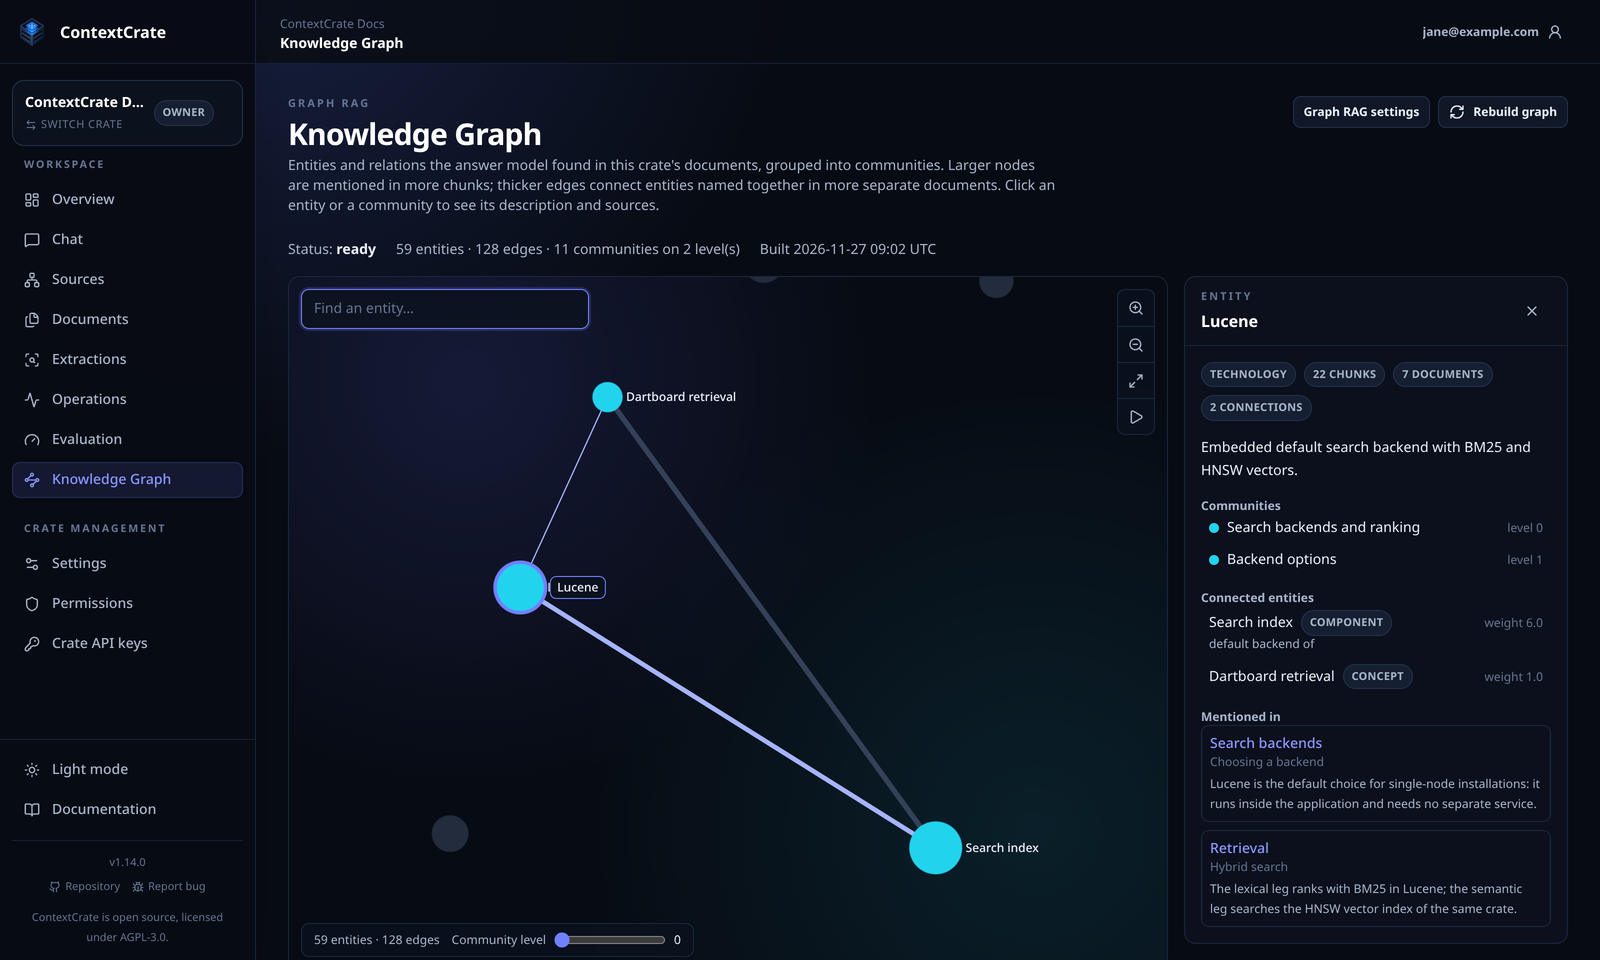 ContextCrate
ContextCrate Docs
Knowledge Graph
jane@example.com
ContextCrate D...
SWITCH CRATE
OWNER
WORKSPACE
Overview
Chat
Sources
Documents
Extractions
Operations
Evaluation
Knowledge Graph
CRATE MANAGEMENT
Settings
Permissions
Crate API keys
Light mode
Documentation
v1.14.0
Repository
Report bug
ContextCrate is open source, licensed
under AGPL-3.0.
GRAPH RAG
Knowledge Graph
Entities and relations the answer model found in this crate's documents, grouped into communities. Larger nodes
are mentioned in more chunks; thicker edges connect entities named together in more separate documents. Click an
entity or a community to see its description and sources.
Graph RAG settings
Rebuild graph
Status: ready 59 entities · 128 edges · 11 communities on 2 level(s) Built 2026-11-27 09:02 UTC
Find an entity...
Dartboard retrieval
Lucene
Search index
59 entities · 128 edges Community level 0
ENTITY
Lucene
TECHNOLOGY
22 CHUNKS
7 DOCUMENTS
2 CONNECTIONS
Embedded default search backend with BM25 and
HNSW vectors.
Communities
Search backends and ranking level 0
Backend options level 1
Connected entities
Search index COMPONENT weight 6.0
default backend of
Dartboard retrieval CONCEPT weight 1.0
Mentioned in
Search backends
Choosing a backend
Lucene is the default choice for single-node installations: it
runs inside the application and needs no separate service.
Retrieval
Hybrid search
The lexical leg ranks with BM25 in Lucene; the semantic
leg searches the HNSW vector index of the same crate.